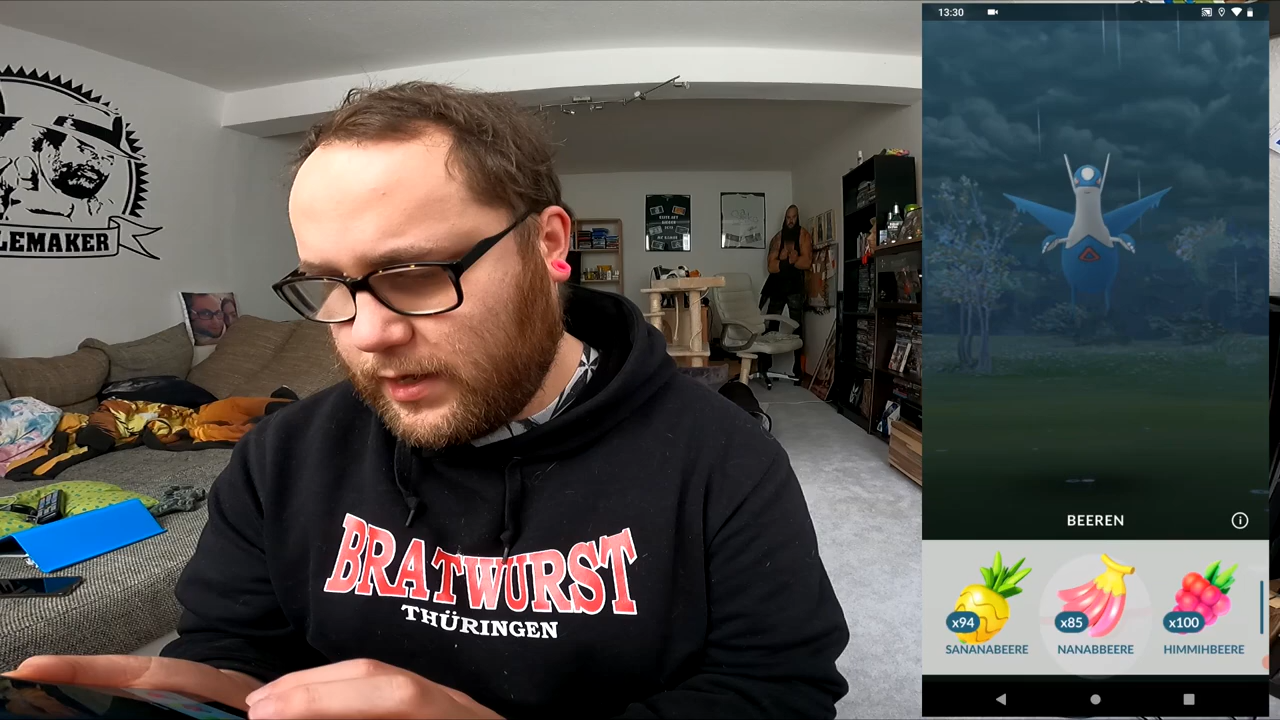 LEMAKER
BRATWURST
THÜRINGEN
13:30
BEEREN
x94
x85
x100
SANANABEERE
NANABBEERE
HIMMIHBEERE